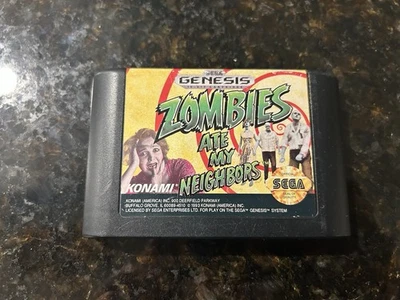 SEGA
GENESIS
ZOMBIES
ATE
MY
NEIGHBORS
KONAMI
SEGA
KONAMI (AMERICA) INC. 900 DEERFIELD PARKWAY
BUFFALO GROVE, IL 60089-4510 © 1993 KONAMI (AMERICA) INC.
LICENSED BY SEGA ENTERPRISES LTD. FOR PLAY ON THE SEGA™ GENESIS™ SYSTEM